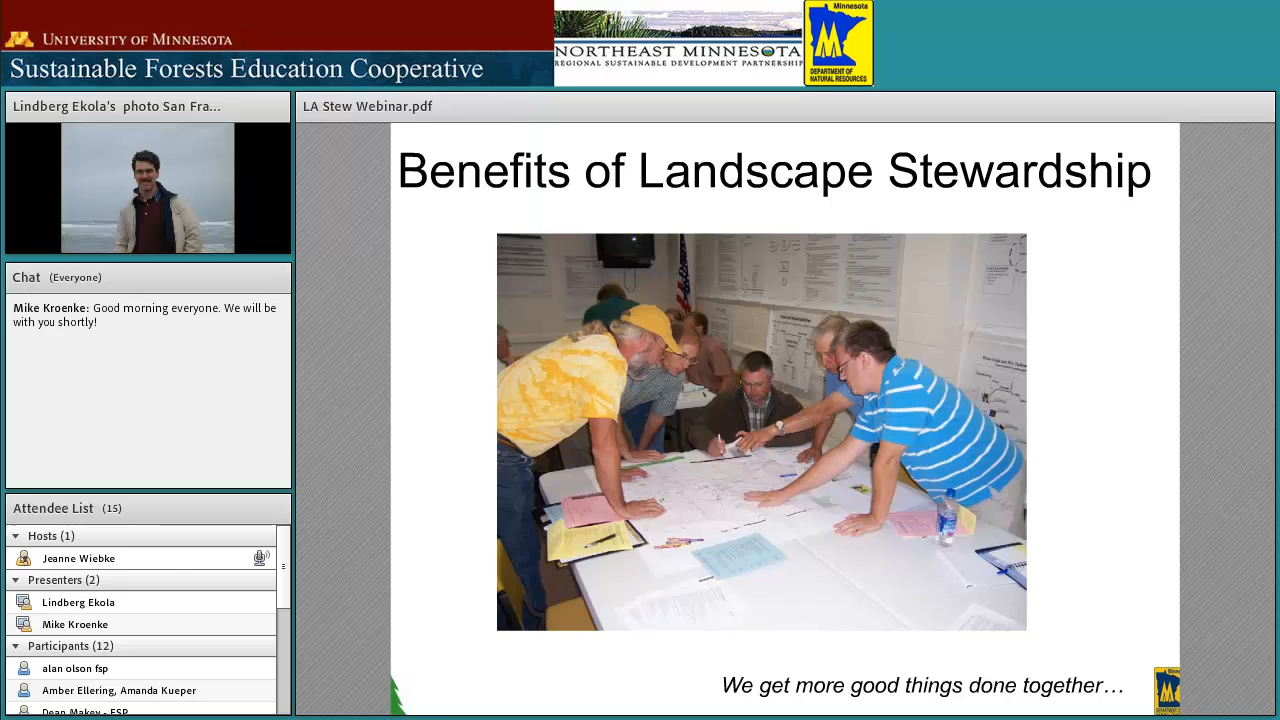 UNIVERSITY OF MINNESOTA
Sustainable Forests Education Cooperative
NORTHEAST MINNESOTA
REGIONAL SUSTAINABLE DEVELOPMENT PARTNERSHIP
Minnesota
DEPARTMENT OF
NATURAL RESOURCES
Lindberg Ekola's photo San Fra...
Chat (Everyone)
Mike Kroenke: Good morning everyone. We will be
with you shortly!
Attendee List (15)
Hosts (1)
Jeanne Wiebke
Presenters (2)
Lindberg Ekola
Mike Kroenke
Participants (12)
alan olson fsp
Amber Ellering, Amanda Kueper
Dean Makey - FSP
LA Stew Webinar.pdf
Benefits of Landscape Stewardship
We get more good things done together…